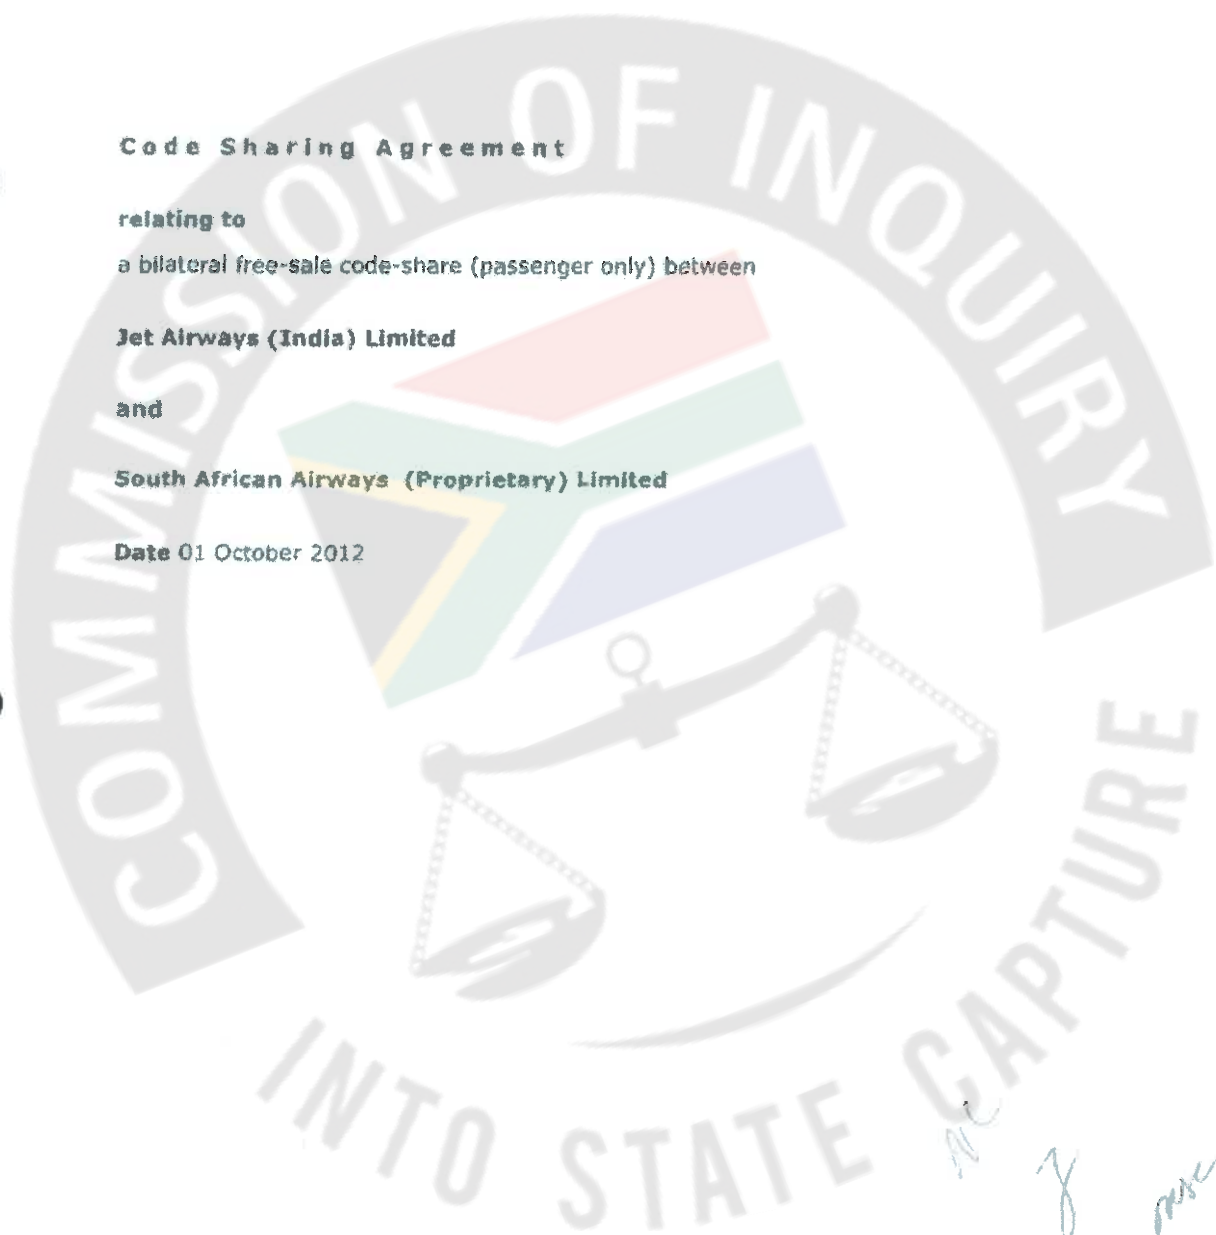 Code Sharing Agreement
relating to
a bilateral free-sale code-share (passenger only) between
Jet Airways (India) Limited
and
South African Airways (Proprietary) Limited
Date 01 October 2012
COMMISSION OF INQUIRY
INTO STATE CAPTURE